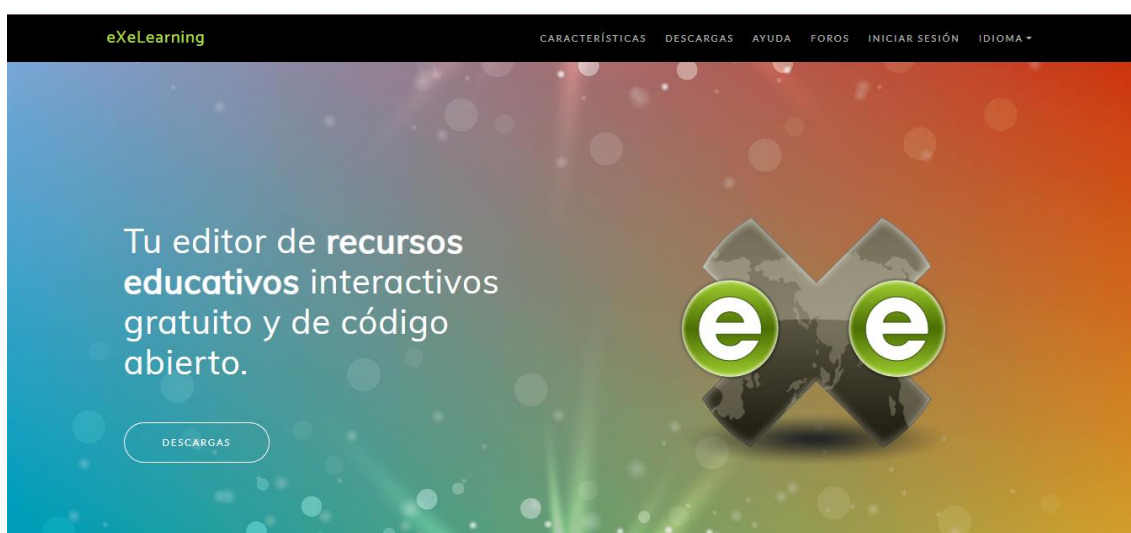 eXeLearning
CARACTERÍSTICAS DESCARGAS AYUDA FOROS INICIAR SESIÓN IDIOMA
Tu editor de recursos
educativos interactivos
gratuito y de código
abierto.
DESCARGAS
eXe